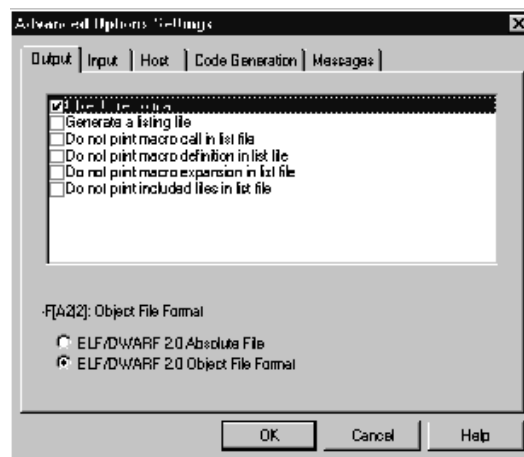 Advanced Options Settings
Output Input Host Code Generation Messages
Generate a listing file
Do not print macro call in list file
Do not print macro definition in list file
Do not print macro expansion in list file
Do not print included files in list file
-F[A2|2]: Object File Format
ELF/DWARF 2.0 Absolute File
ELF/DWARF 2.0 Object File Format
OK Cancel Help